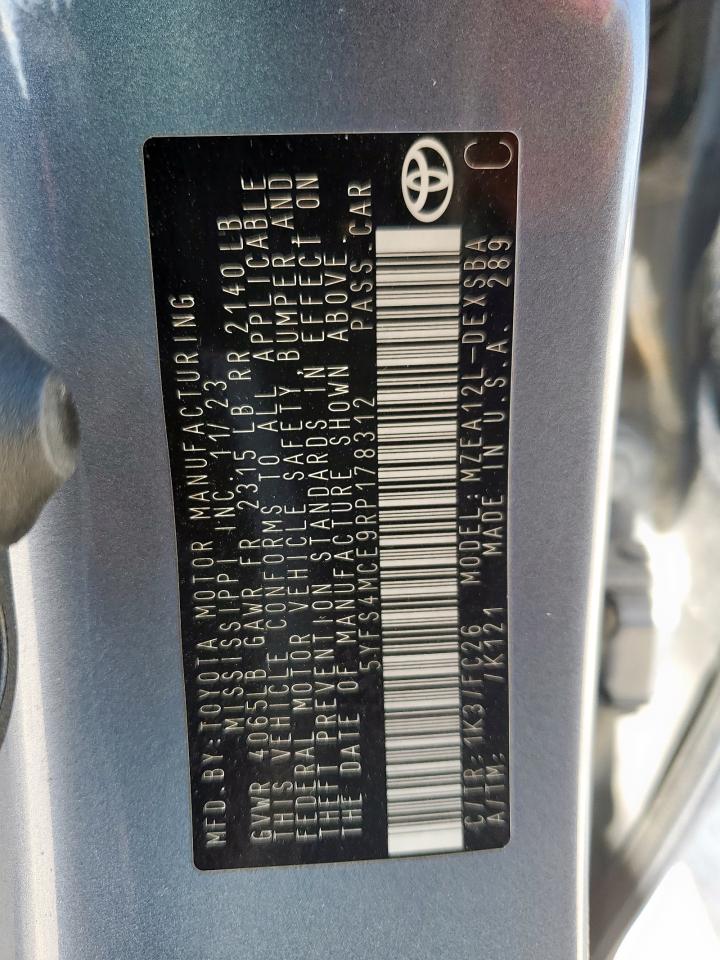 MFD.BY:TOYOTA MOTOR MANUFACTURING
MISSISSIPPI INC. 11/23
GVWR 4065LB GAWR FR 2315 LB RR 2140 LB
THIS VEHICLE CONFORMS TO ALL APPLICABLE
FEDERAL MOTOR VEHICLE SAFETY, BUMPER AND
THEFT PREVENTION STANDARDS IN EFFECT ON
THE DATE OF MANUFACTURE SHOWN ABOVE.
5YFS4MCE9RP178312 PASS.CAR
C/TR:1K3/FC26 MODEL:MZEA12L-DEXSBA
A/TM: /K121 MADE IN U.S.A. 289
C